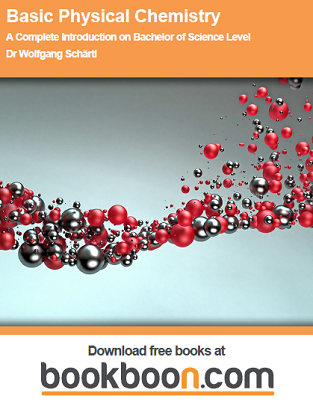 Basic Physical Chemistry
A Complete Introduction on Bachelor of Science Level
Dr Wolfgang Schärtl
Download free books at
bookboon.com